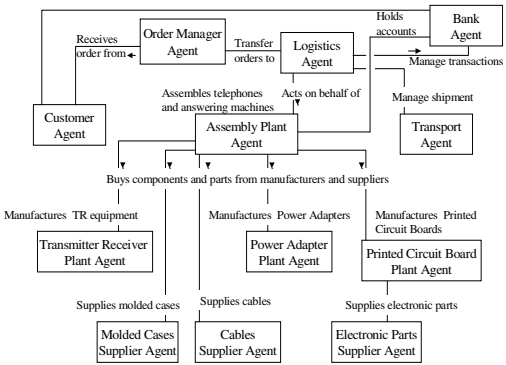 Holds
accounts
Bank
Agent
Receives
order from
Order Manager
Agent
Transfer
orders to
Logistics
Agent
Manage transactions
Assembles telephones
and answering machines
Acts on behalf of
Manage shipment
Customer
Agent
Assembly Plant
Agent
Transport
Agent
Buys components and parts from manufacturers and suppliers
Manufactures TR equipment
Manufactures Power Adapters
Manufactures Printed
Circuit Boards
Transmitter Receiver
Plant Agent
Power Adapter
Plant Agent
Printed Circuit Board
Plant Agent
Supplies molded cases
Supplies cables
Supplies electronic parts
Molded Cases
Supplier Agent
Cables
Supplier Agent
Electronic Parts
Supplier Agent